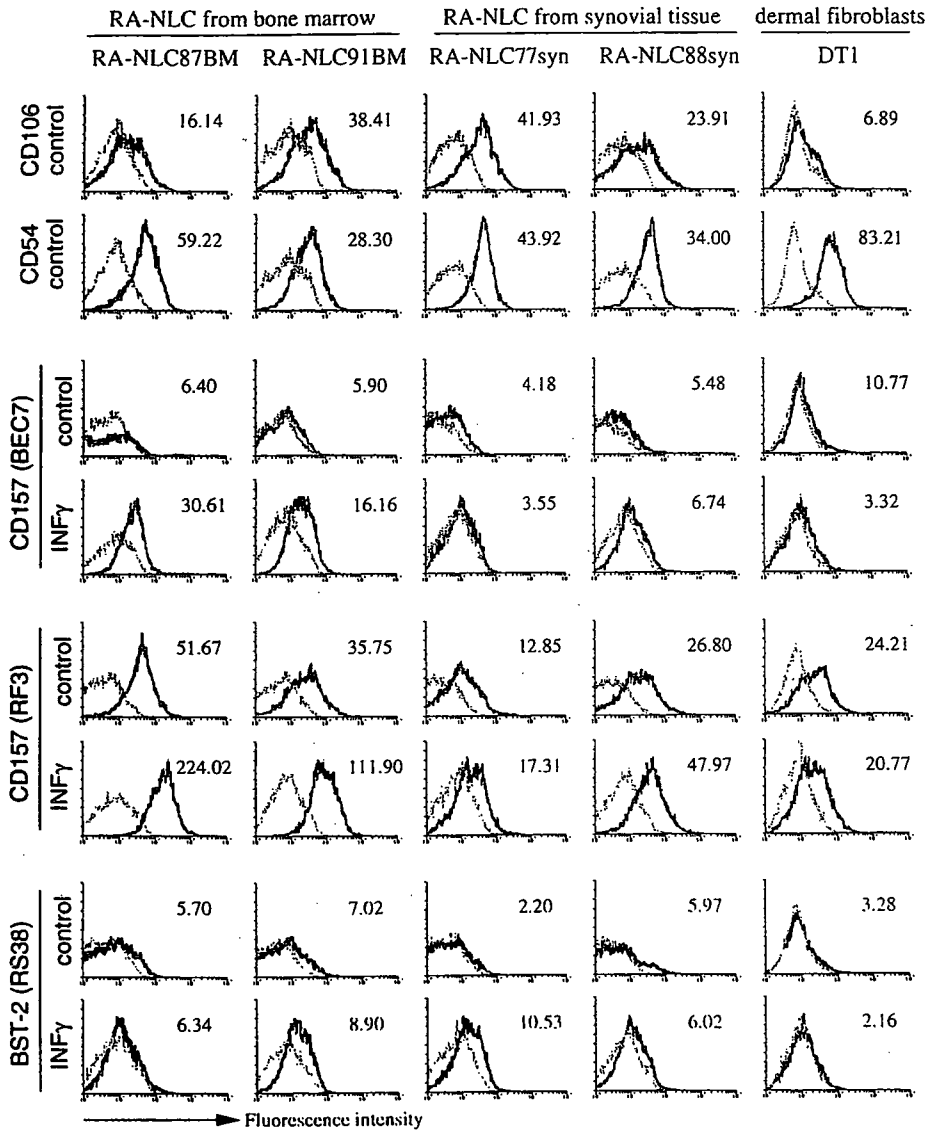 RA-NLC from bone marrow RA-NLC from synovial tissue dermal fibroblasts
RA-NLC87BM RA-NLC91BM RA-NLC77syn RA-NLC88syn DT1
CD106 control 16.14 38.41 41.93 23.91 6.89
CD54 control 59.22 28.30 43.92 34.00 83.21
CD157 (BEC7)
control 6.40 5.90 4.18 5.48 10.77
INFγ 30.61 16.16 3.55 6.74 3.32
CD157 (RF3)
control 51.67 35.75 12.85 26.80 24.21
INFγ 224.02 111.90 17.31 47.97 20.77
BST-2 (RS38)
control 5.70 7.02 2.20 5.97 3.28
INFγ 6.34 8.90 10.53 6.02 2.16
Fluorescence intensity